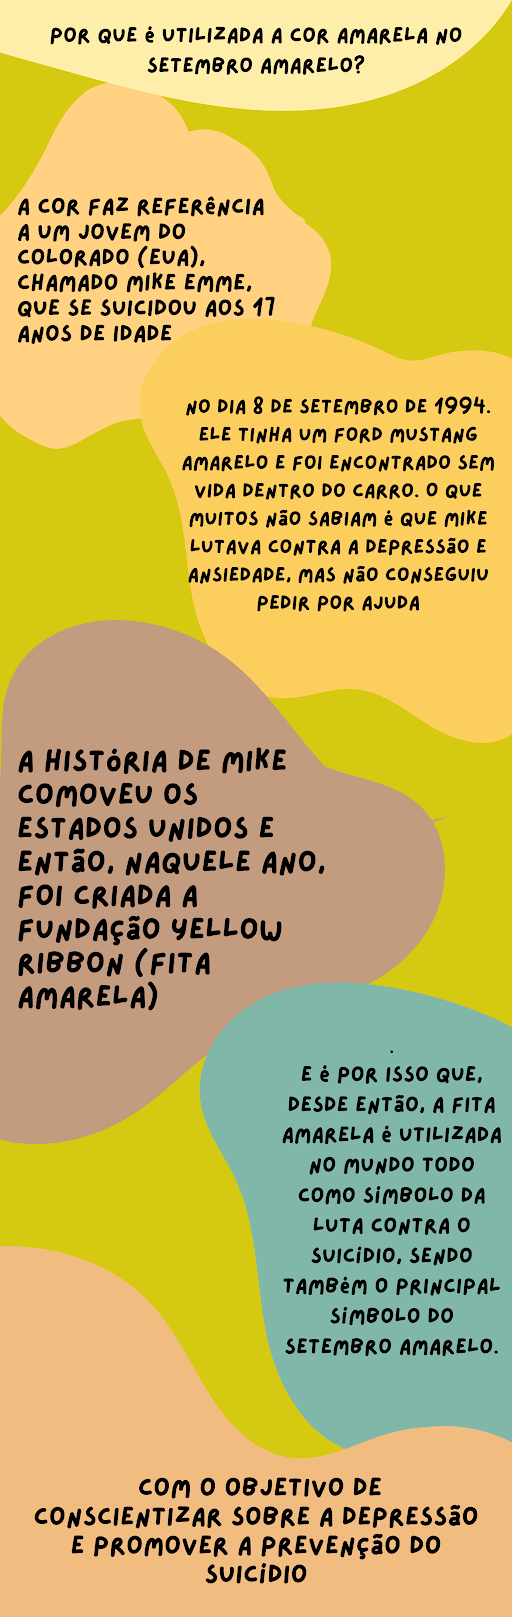 POR QUE é UTILIZADA A COR AMARELA NO
SETEMBRO AMARELO?
A COR FAZ REFERêNCIA
A UM JOVEM DO
COLORADO (EUA),
CHAMADO MIKE EMME,
QUE SE SUICIDOU AOS 17
ANOS DE IDADE
NO DIA 8 DE SETEMBRO DE 1994.
ELE TINHA UM FORD MUSTANG
AMARELO E FOI ENCONTRADO SEM
VIDA DENTRO DO CARRO. O QUE
MUITOS NãO SABIAM é QUE MIKE
LUTAVA CONTRA A DEPRESSãO E
ANSIEDADE, MAS NãO CONSEGUIU
PEDIR POR AJUDA
A HISTóRIA DE MIKE
COMOVEU OS
ESTADOS UNIDOS E
ENTãO, NAQUELE ANO,
FOI CRIADA A
FUNDAçãO YELLOW
RIBBON (FITA
AMARELA)
.
E é POR ISSO QUE,
DESDE ENTãO, A FITA
AMARELA é UTILIZADA
NO MUNDO TODO
COMO SíMBOLO DA
LUTA CONTRA O
SUICíDIO, SENDO
TAMBéM O PRINCIPAL
SíMBOLO DO
SETEMBRO AMARELO.
COM O OBJETIVO DE
CONSCIENTIZAR SOBRE A DEPRESSãO
E PROMOVER A PREVENçãO DO
SUICíDIO